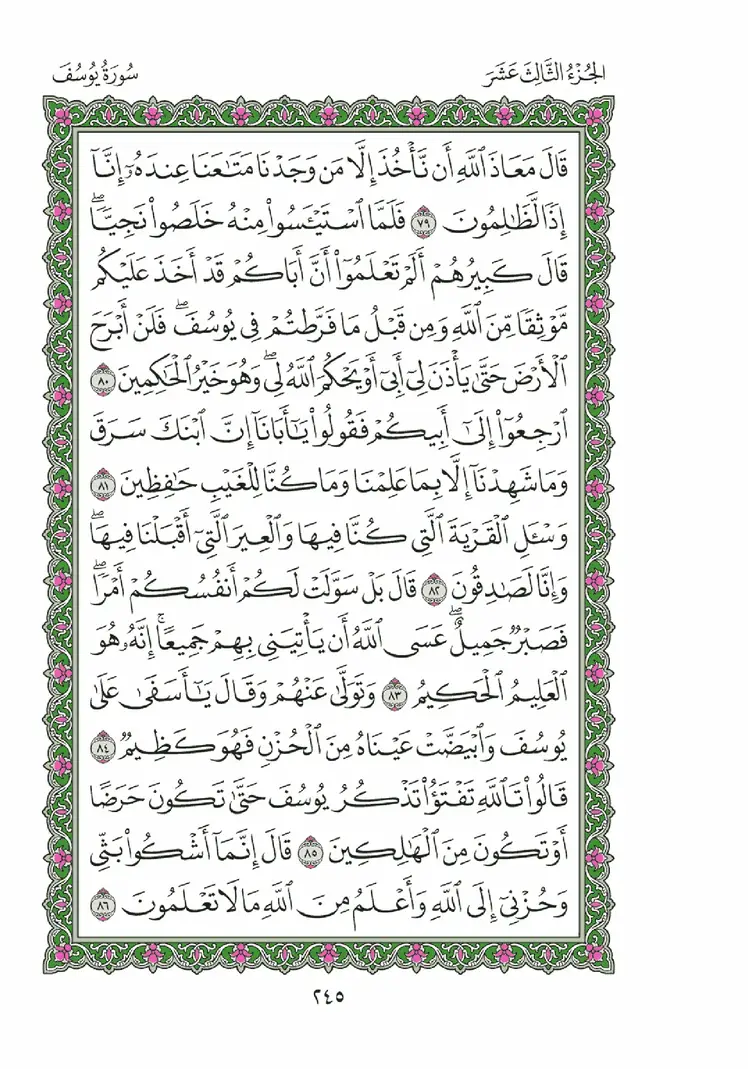 الجُزْءُ الثَّالِثَ عَشَرَ
سُورَةُ يُوسُفَ
قَالَ مَعَاذَ ٱللَّهِ أَن نَّأْخُذَ إِلَّا مَن وَجَدْنَا مَتَٰعَنَا عِندَهُۥٓ إِنَّآ
إِذًا لَّظَٰلِمُونَ ٧٩ فَلَمَّا ٱسْتَيْـَٔسُوا۟ مِنْهُ خَلَصُوا۟ نَجِيًّا ۖ
قَالَ كَبِيرُهُمْ أَلَمْ تَعْلَمُوٓا۟ أَنَّ أَبَاكُمْ قَدْ أَخَذَ عَلَيْكُم
مَّوْثِقًا مِّنَ ٱللَّهِ وَمِن قَبْلُ مَا فَرَّطتُمْ فِى يُوسُفَ ۖ فَلَنْ أَبْرَحَ
ٱلْأَرْضَ حَتَّىٰ يَأْذَنَ لِىٓ أَبِىٓ أَوْ يَحْكُمَ ٱللَّهُ لِى ۖ وَهُوَ خَيْرُ ٱلْحَٰكِمِينَ ٨٠
ٱرْجِعُوٓا۟ إِلَىٰٓ أَبِيكُمْ فَقُولُوا۟ يَٰٓأَبَانَآ إِنَّ ٱبْنَكَ سَرَقَ
وَمَا شَهِدْنَآ إِلَّا بِمَا عَلِمْنَا وَمَا كُنَّا لِلْغَيْبِ حَٰفِظِينَ ٨١
وَسْـَٔلِ ٱلْقَرْيَةَ ٱلَّتِى كُنَّا فِيهَا وَٱلْعِيرَ ٱلَّتِىٓ أَقْبَلْنَا فِيهَا ۖ
وَإِنَّا لَصَٰدِقُونَ ٨٢ قَالَ بَلْ سَوَّلَتْ لَكُمْ أَنفُسُكُمْ أَمْرًا ۖ
فَصَبْرٌ جَمِيلٌ ۖ عَسَى ٱللَّهُ أَن يَأْتِيَنِى بِهِمْ جَمِيعًا ۚ إِنَّهُۥ هُوَ
ٱلْعَلِيمُ ٱلْحَكِيمُ ٨٣ وَتَوَلَّىٰ عَنْهُمْ وَقَالَ يَٰٓأَسَفَىٰ عَلَىٰ
يُوسُفَ وَٱبْيَضَّتْ عَيْنَاهُ مِنَ ٱلْحُزْنِ فَهُوَ كَظِيمٌ ٨٤
قَالُوا۟ تَٱللَّهِ تَفْتَؤُا۟ تَذْكُرُ يُوسُفَ حَتَّىٰ تَكُونَ حَرَضًا
أَوْ تَكُونَ مِنَ ٱلْهَٰلِكِينَ ٨٥ قَالَ إِنَّمَآ أَشْكُوا۟ بَثِّى
وَحُزْنِىٓ إِلَى ٱللَّهِ وَأَعْلَمُ مِنَ ٱللَّهِ مَا لَا تَعْلَمُونَ ٨٦
٢٤٥